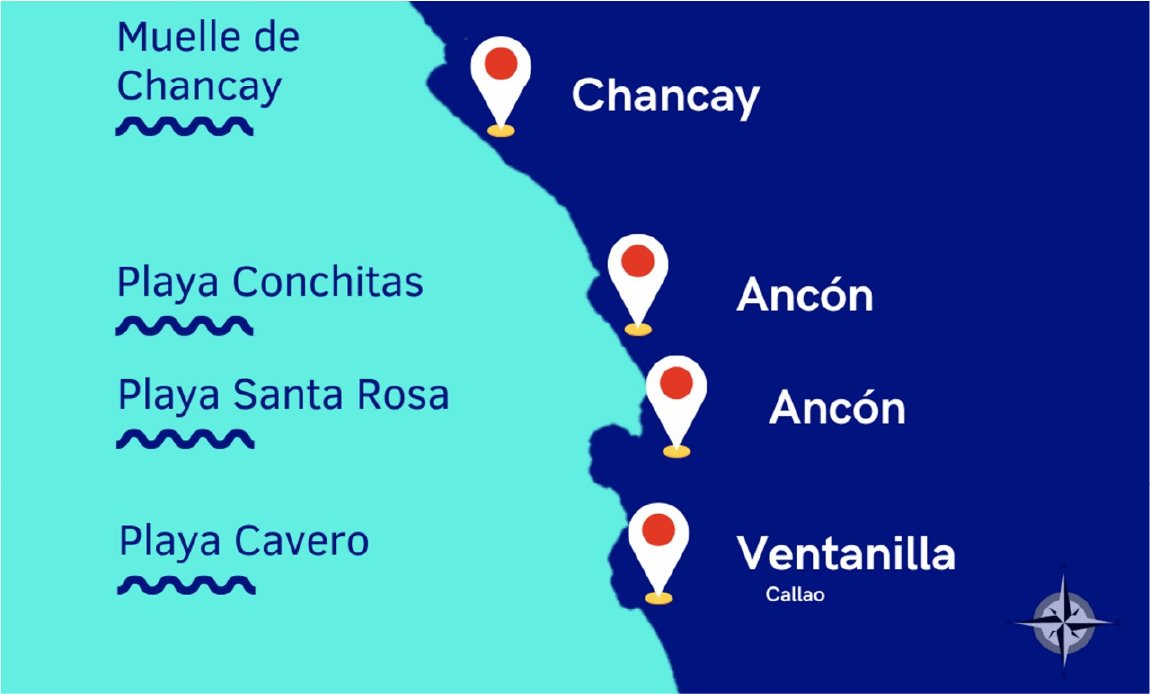 Muelle de
Chancay
Chancay
Playa Conchitas
Ancón
Playa Santa Rosa
Ancón
Playa Cavero
Ventanilla
Callao